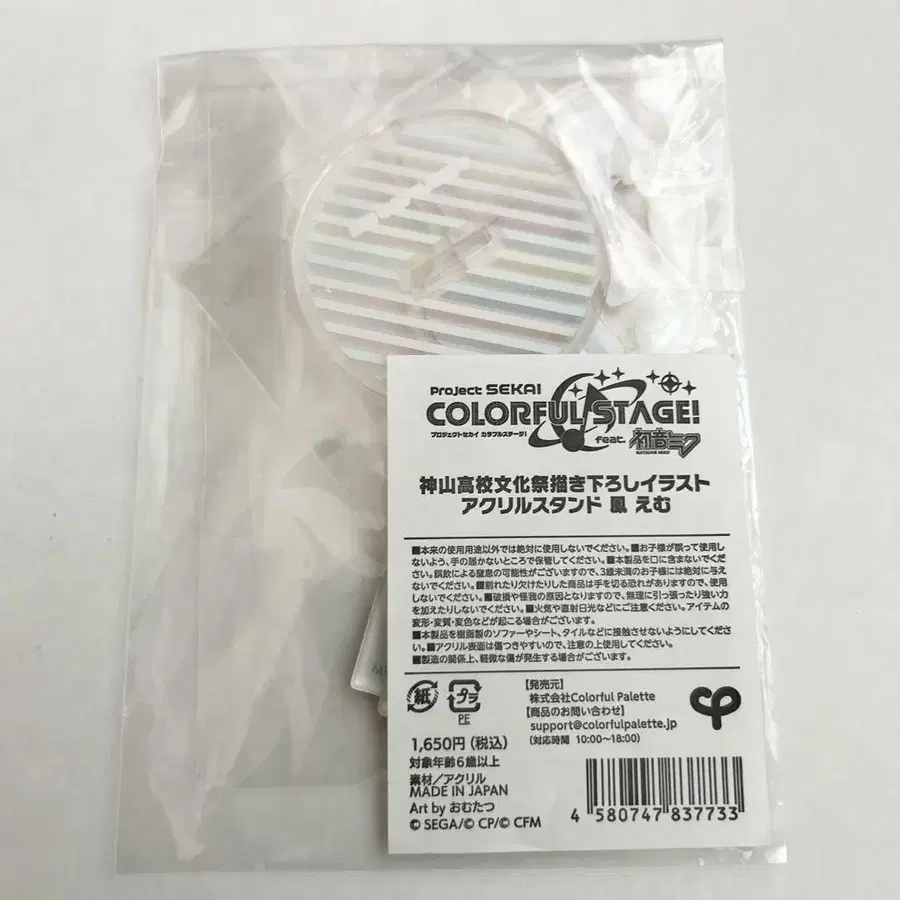 Project SEKAI
COLORFUL STAGE!
プロジェクトセカイ カラフルステージ!
feat. 初音ミク
HATSUNE MIKU
神山高校文化祭描き下ろしイラスト
アクリルスタンド 鳳 えむ
■本来の使用用途以外では絶対に使用しないでください。■お子様が誤って使用し
ないよう、手の届かないところで保管してください。■本製品を口に含まないでくだ
さい。誤飲による窒息の可能性がございますので、3歳未満のお子様には絶対に与え
ないでください。■割れたり欠けたりした商品は手を切る恐れがありますので、使用
しないでください。■破損や怪我の原因となりますので、無理に引っ張ったり強い力
を加えたりしないでください。■火気や直射日光などにご注意ください。アイテムの
変形・変質・変色などが起こる場合がございます。
■本製品を樹脂製のソファーやシート、タイルなどに接触させないようにしてくださ
い。■アクリル表面は傷つきやすいので、注意の上使用してください。
■製造の関係上、軽微な傷が発生する場合がございます。
紙 プラ
PE
【発売元】
株式会社Colorful Palette
【商品のお問い合わせ】
support@colorfulpalette.jp
(対応時間 10:00〜18:00)
1,650円(税込)
対象年齢6歳以上
素材/アクリル
MADE IN JAPAN
Art by おむたつ
© SEGA/© CP/© CFM
4 580747 837733